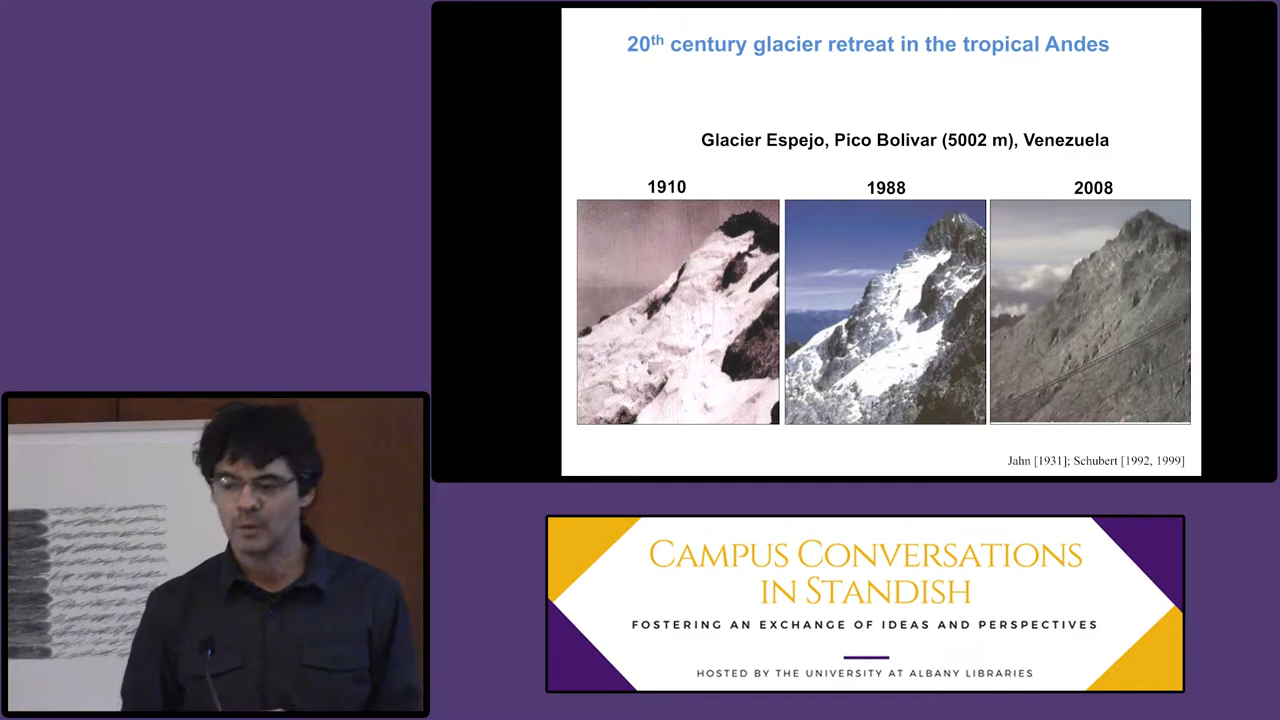 20th century glacier retreat in the tropical Andes
Glacier Espejo, Pico Bolivar (5002 m), Venezuela
1910
1988
2008
Jahn [1931]; Schubert [1992, 1999]
CAMPUS CONVERSATIONS
IN STANDISH
FOSTERING AN EXCHANGE OF IDEAS AND PERSPECTIVES
HOSTED BY THE UNIVERSITY AT ALBANY LIBRARIES